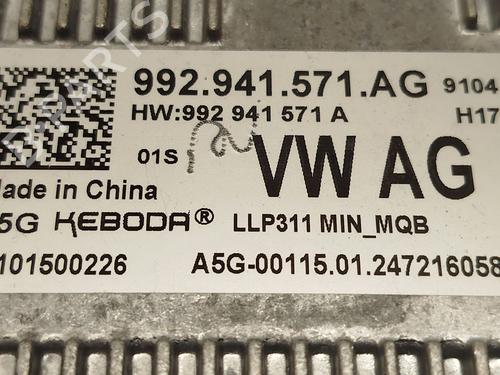 992.941.571.AG 9104
HW:992 941 571 A H17
01S VW AG
Made in China
5G KEBODA® LLP311 MIN_MQB
101500226 A5G-00115.01.247216058